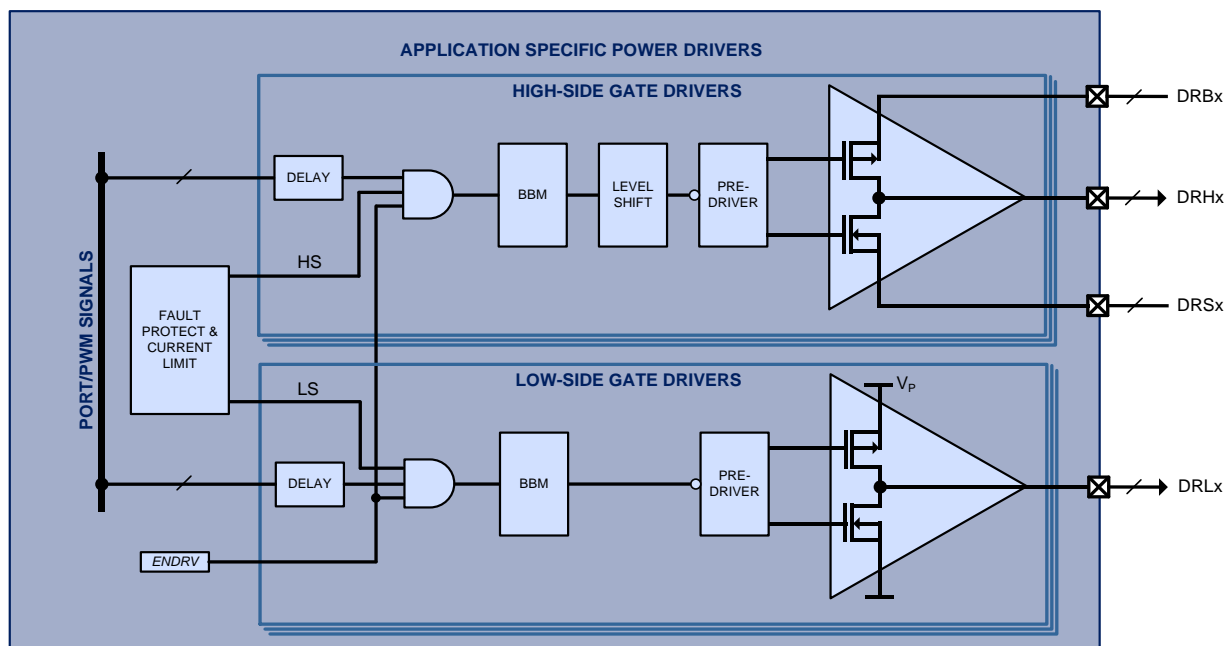 APPLICATION SPECIFIC POWER DRIVERS
HIGH-SIDE GATE DRIVERS
DRBx
DELAY
BBM
LEVEL
SHIFT
PRE-
DRIVER
DRHx
HS
PORT/PWM SIGNALS
FAULT
PROTECT &
CURRENT
LIMIT
DRSx
LOW-SIDE GATE DRIVERS
LS
VP
DELAY
BBM
PRE-
DRIVER
DRLx
ENDRV